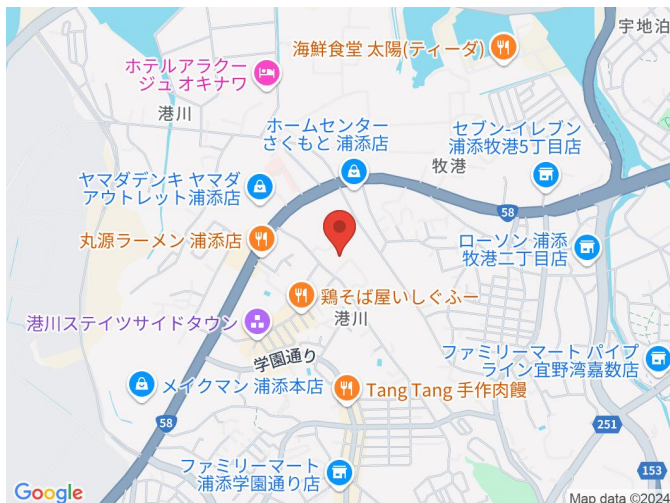 宇地泊
海鮮食堂 太陽(ティーダ)
ホテルアラクー
ジュ オキナワ
港川
ホームセンター
さくもと 浦添店
セブン-イレブン
浦添牧港5丁目店
牧港
ヤマダデンキ ヤマダ
アウトレット浦添店
58
丸源ラーメン 浦添店
ローソン 浦添
牧港二丁目店
鶏そば屋いしぐふー
港川ステイツサイドタウン
港川
学園通り
ファミリーマート パイプ
ライン宜野湾嘉数店
メイクマン 浦添本店
Tang Tang 手作肉饅
58
251
ファミリーマート
浦添学園通り店
153
Google
Map data ©2024